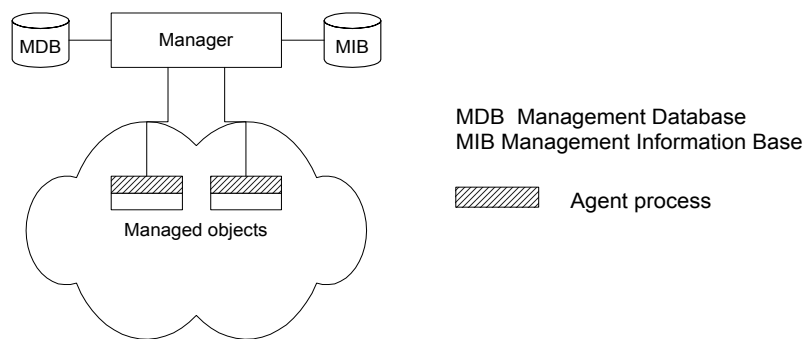 MDB
Manager
MIB
MDB Management Database
MIB Management Information Base
Agent process
Managed objects